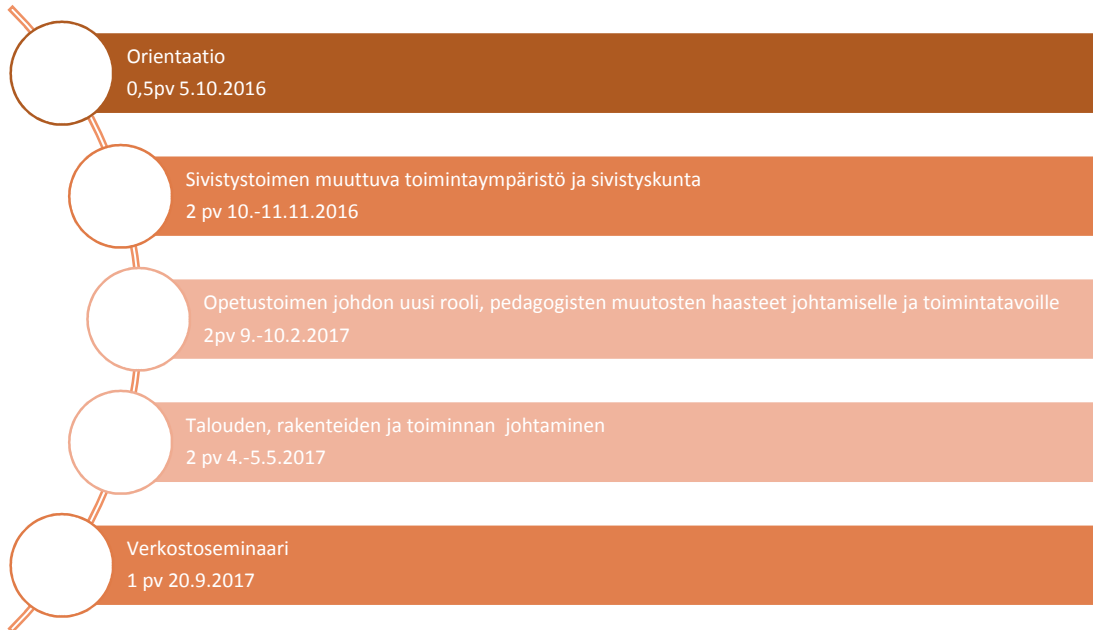 Orientaatio
0,5pv 5.10.2016
Sivistystoimen muuttuva toimintaympäristö ja sivistyskunta
2 pv 10.-11.11.2016
Opetustoimen johdon uusi rooli, pedagogisten muutosten haasteet johtamiselle ja toimintatavoille
2pv 9.-10.2.2017
Talouden, rakenteiden ja toiminnan  johtaminen
2 pv 4.-5.5.2017
Verkostoseminaari
1 pv 20.9.2017